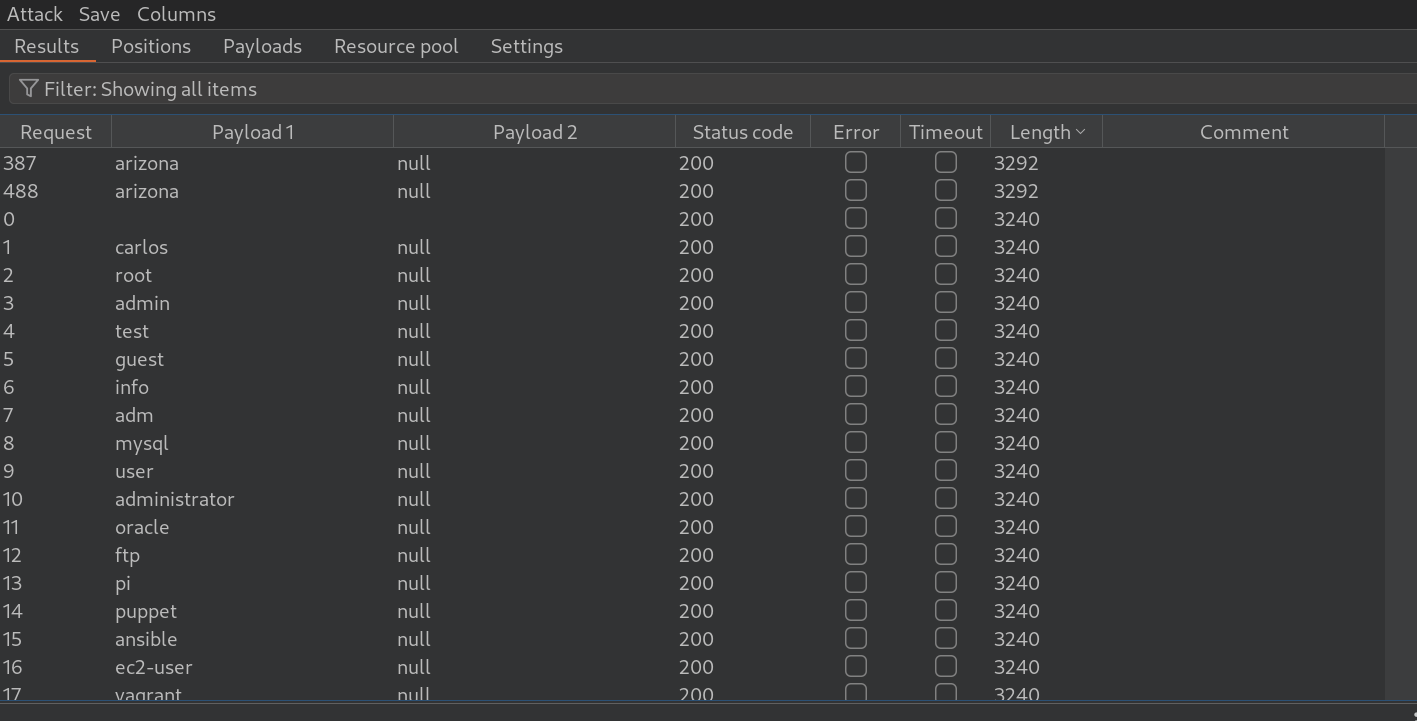 Attack Save Columns
Results Positions Payloads Resource pool Settings
Filter: Showing all items
Request Payload 1 Payload 2 Status code Error Timeout Length Comment
387 arizona null 200 3292
488 arizona null 200 3292
0 200 3240
1 carlos null 200 3240
2 root null 200 3240
3 admin null 200 3240
4 test null 200 3240
5 guest null 200 3240
6 info null 200 3240
7 adm null 200 3240
8 mysql null 200 3240
9 user null 200 3240
10 administrator null 200 3240
11 oracle null 200 3240
12 ftp null 200 3240
13 pi null 200 3240
14 puppet null 200 3240
15 ansible null 200 3240
16 ec2-user null 200 3240
17 vagrant null 200 3240